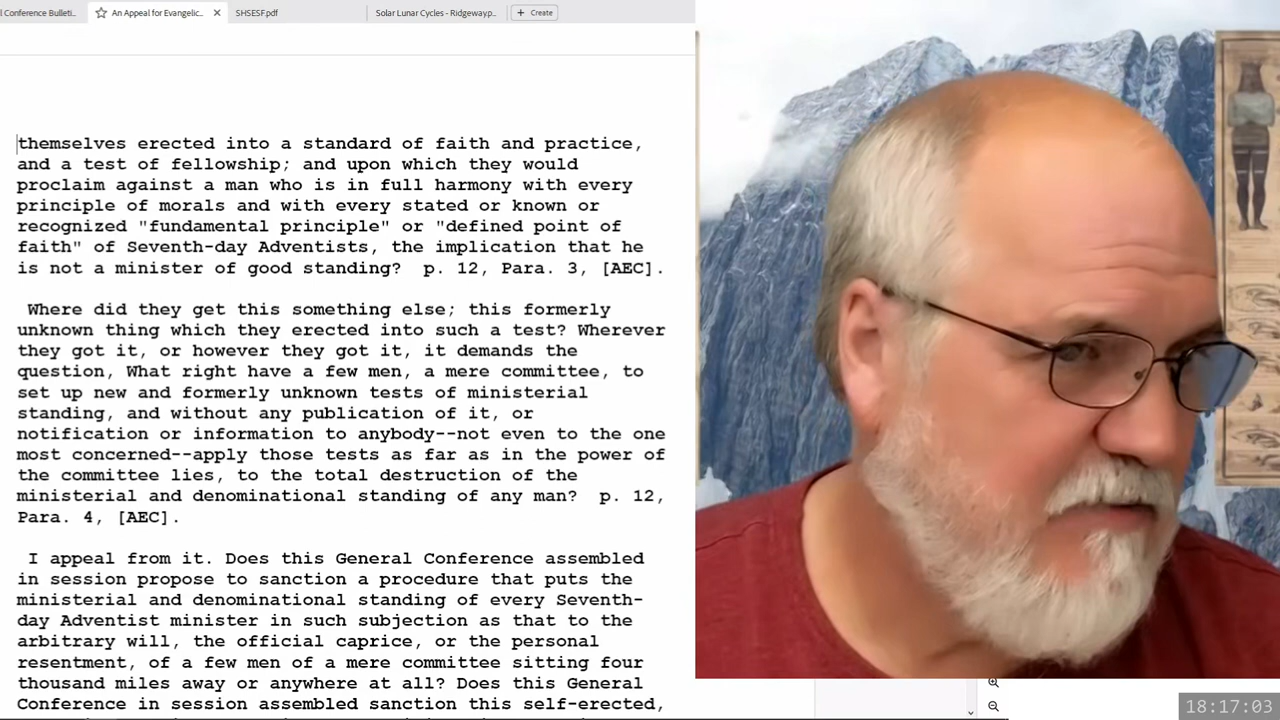 l Conference Bulleti..
An Appeal for Evangelic..
SHSESF.pdf
Solar Lunar Cycles - Ridgewayp..
Create
themselves erected into a standard of faith and practice,
and a test of fellowship; and upon which they would
proclaim against a man who is in full harmony with every
principle of morals and with every stated or known or
recognized "fundamental principle" or "defined point of
faith" of Seventh-day Adventists, the implication that he
is not a minister of good standing?  p. 12, Para. 3, [AEC].
Where did they get this something else; this formerly
unknown thing which they erected into such a test? Wherever
they got it, or however they got it, it demands the
question, What right have a few men, a mere committee, to
set up new and formerly unknown tests of ministerial
standing, and without any publication of it, or
notification or information to anybody--not even to the one
most concerned--apply those tests as far as in the power of
the committee lies, to the total destruction of the
ministerial and denominational standing of any man?  p. 12,
Para. 4, [AEC].
I appeal from it. Does this General Conference assembled
in session propose to sanction a procedure that puts the
ministerial and denominational standing of every Seventh-
day Adventist minister in such subjection as that to the
arbitrary will, the official caprice, or the personal
resentment, of a few men of a mere committee sitting four
thousand miles away or anywhere at all? Does this General
Conference in session assembled sanction this self-erected,
18:17:03